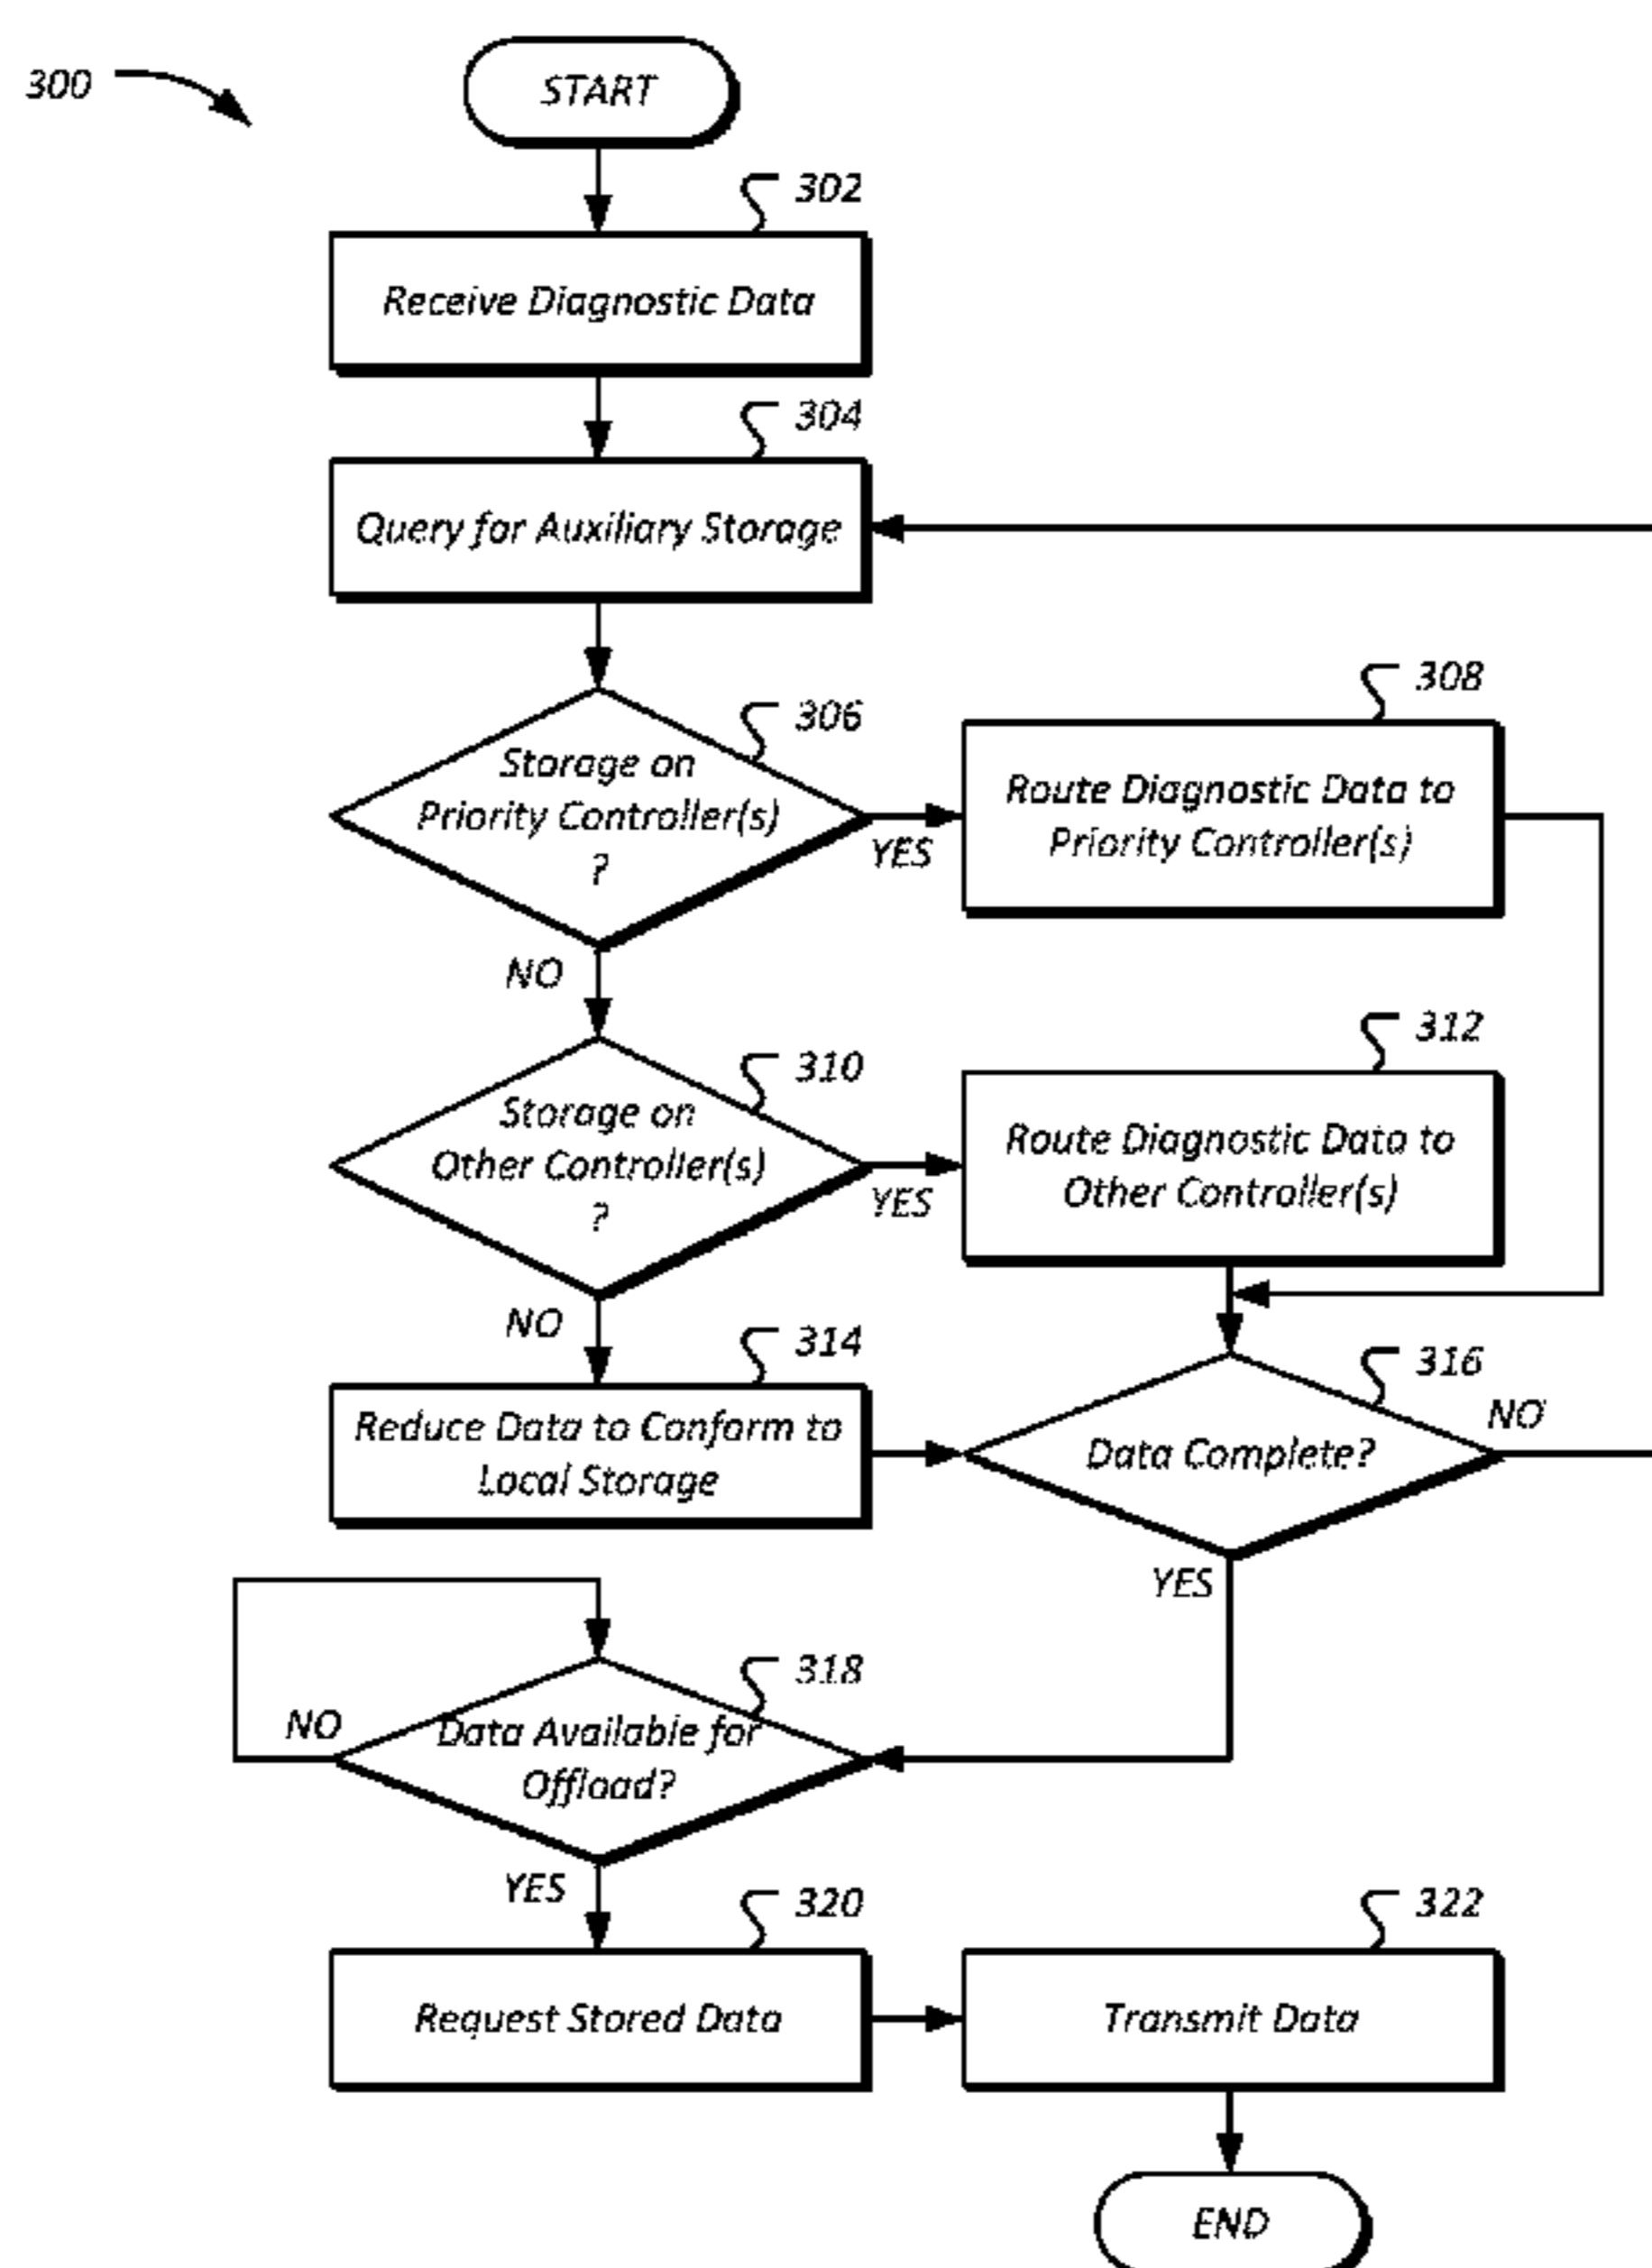 300
START
302
Receive Diagnostic Data
304
Query for Auxiliary Storage
306
Storage on
Priority Controller(s)
?
YES
NO
308
Route Diagnostic Data to
Priority Controller(s)
310
Storage on
Other Controller(s)
?
YES
NO
312
Route Diagnostic Data to
Other Controller(s)
314
Reduce Data to Conform to
Local Storage
316
Data Complete?
NO
YES
318
Data Available for
Offload?
NO
YES
320
Request Stored Data
322
Transmit Data
END